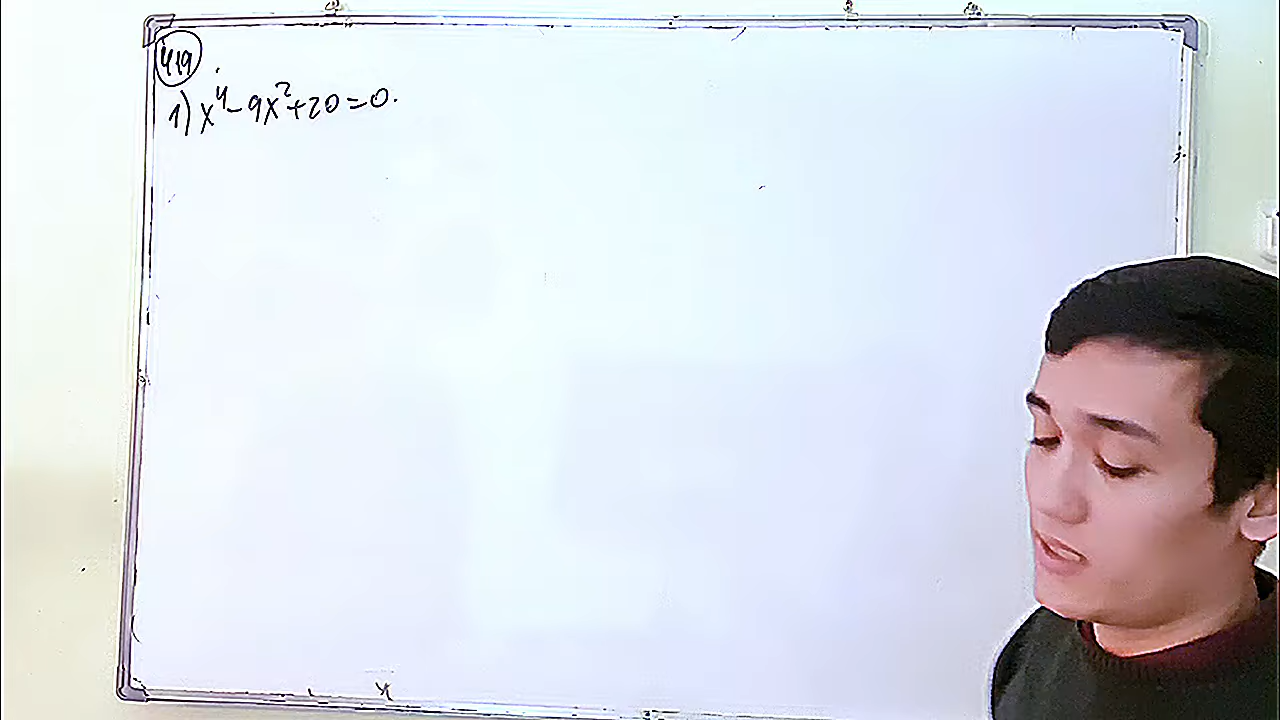 419
1) x⁴ - 9x² + 20 = 0.